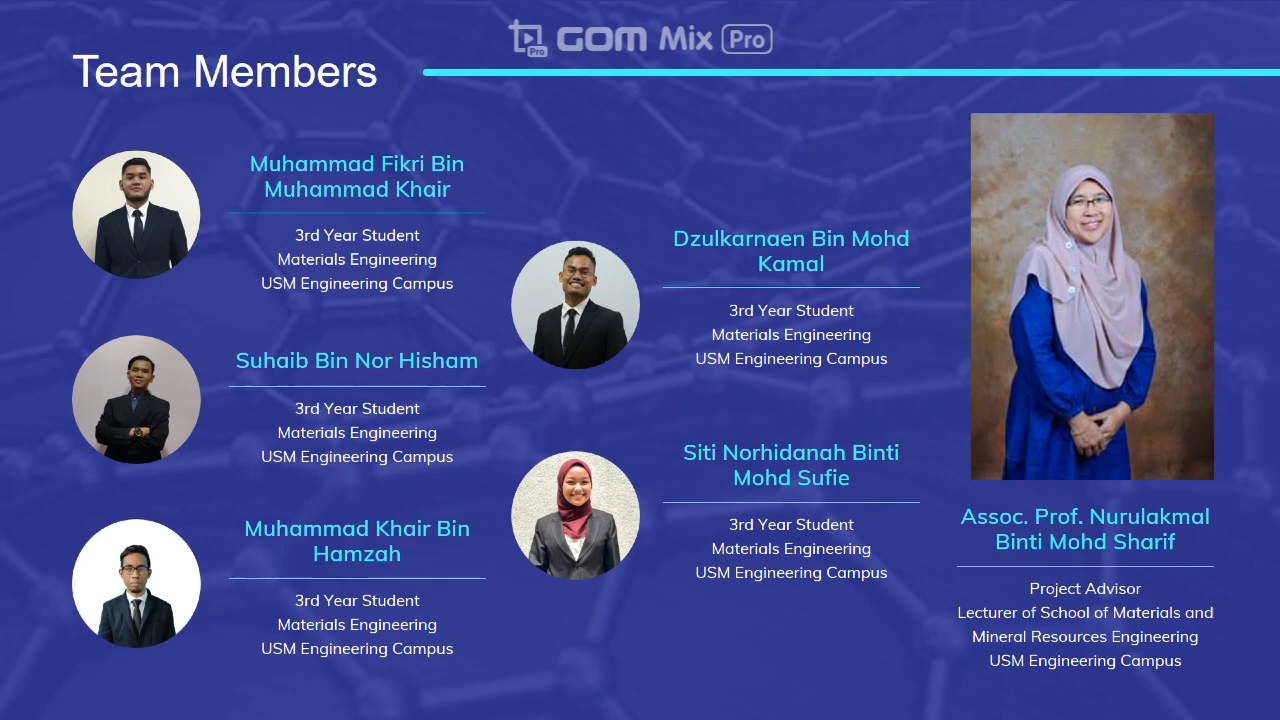 GOM Mix Pro
Pro
Team Members
Muhammad Fikri Bin
Muhammad Khair
3rd Year Student
Materials Engineering
USM Engineering Campus
Suhaib Bin Nor Hisham
3rd Year Student
Materials Engineering
USM Engineering Campus
Muhammad Khair Bin
Hamzah
3rd Year Student
Materials Engineering
USM Engineering Campus
Dzulkarnaen Bin Mohd
Kamal
3rd Year Student
Materials Engineering
USM Engineering Campus
Siti Norhidanah Binti
Mohd Sufie
3rd Year Student
Materials Engineering
USM Engineering Campus
Assoc. Prof. Nurulakmal
Binti Mohd Sharif
Project Advisor
Lecturer of School of Materials and
Mineral Resources Engineering
USM Engineering Campus